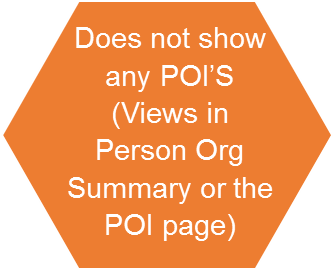 Does not show
any POI’S
(Views in
Person Org
Summary or the
POI page)